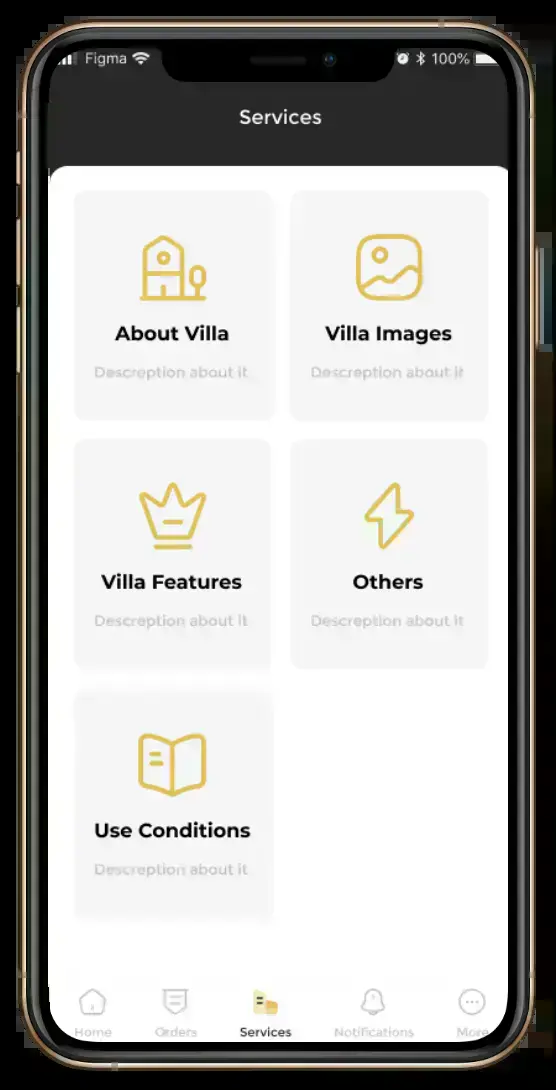 Figma 100%
Services
About Villa Villa Images
Descreption about it Descreption about it
Villa Features Others
Descreption about it Descreption about it
Use Conditions
Descreption about it
Home Orders Services Notifications More